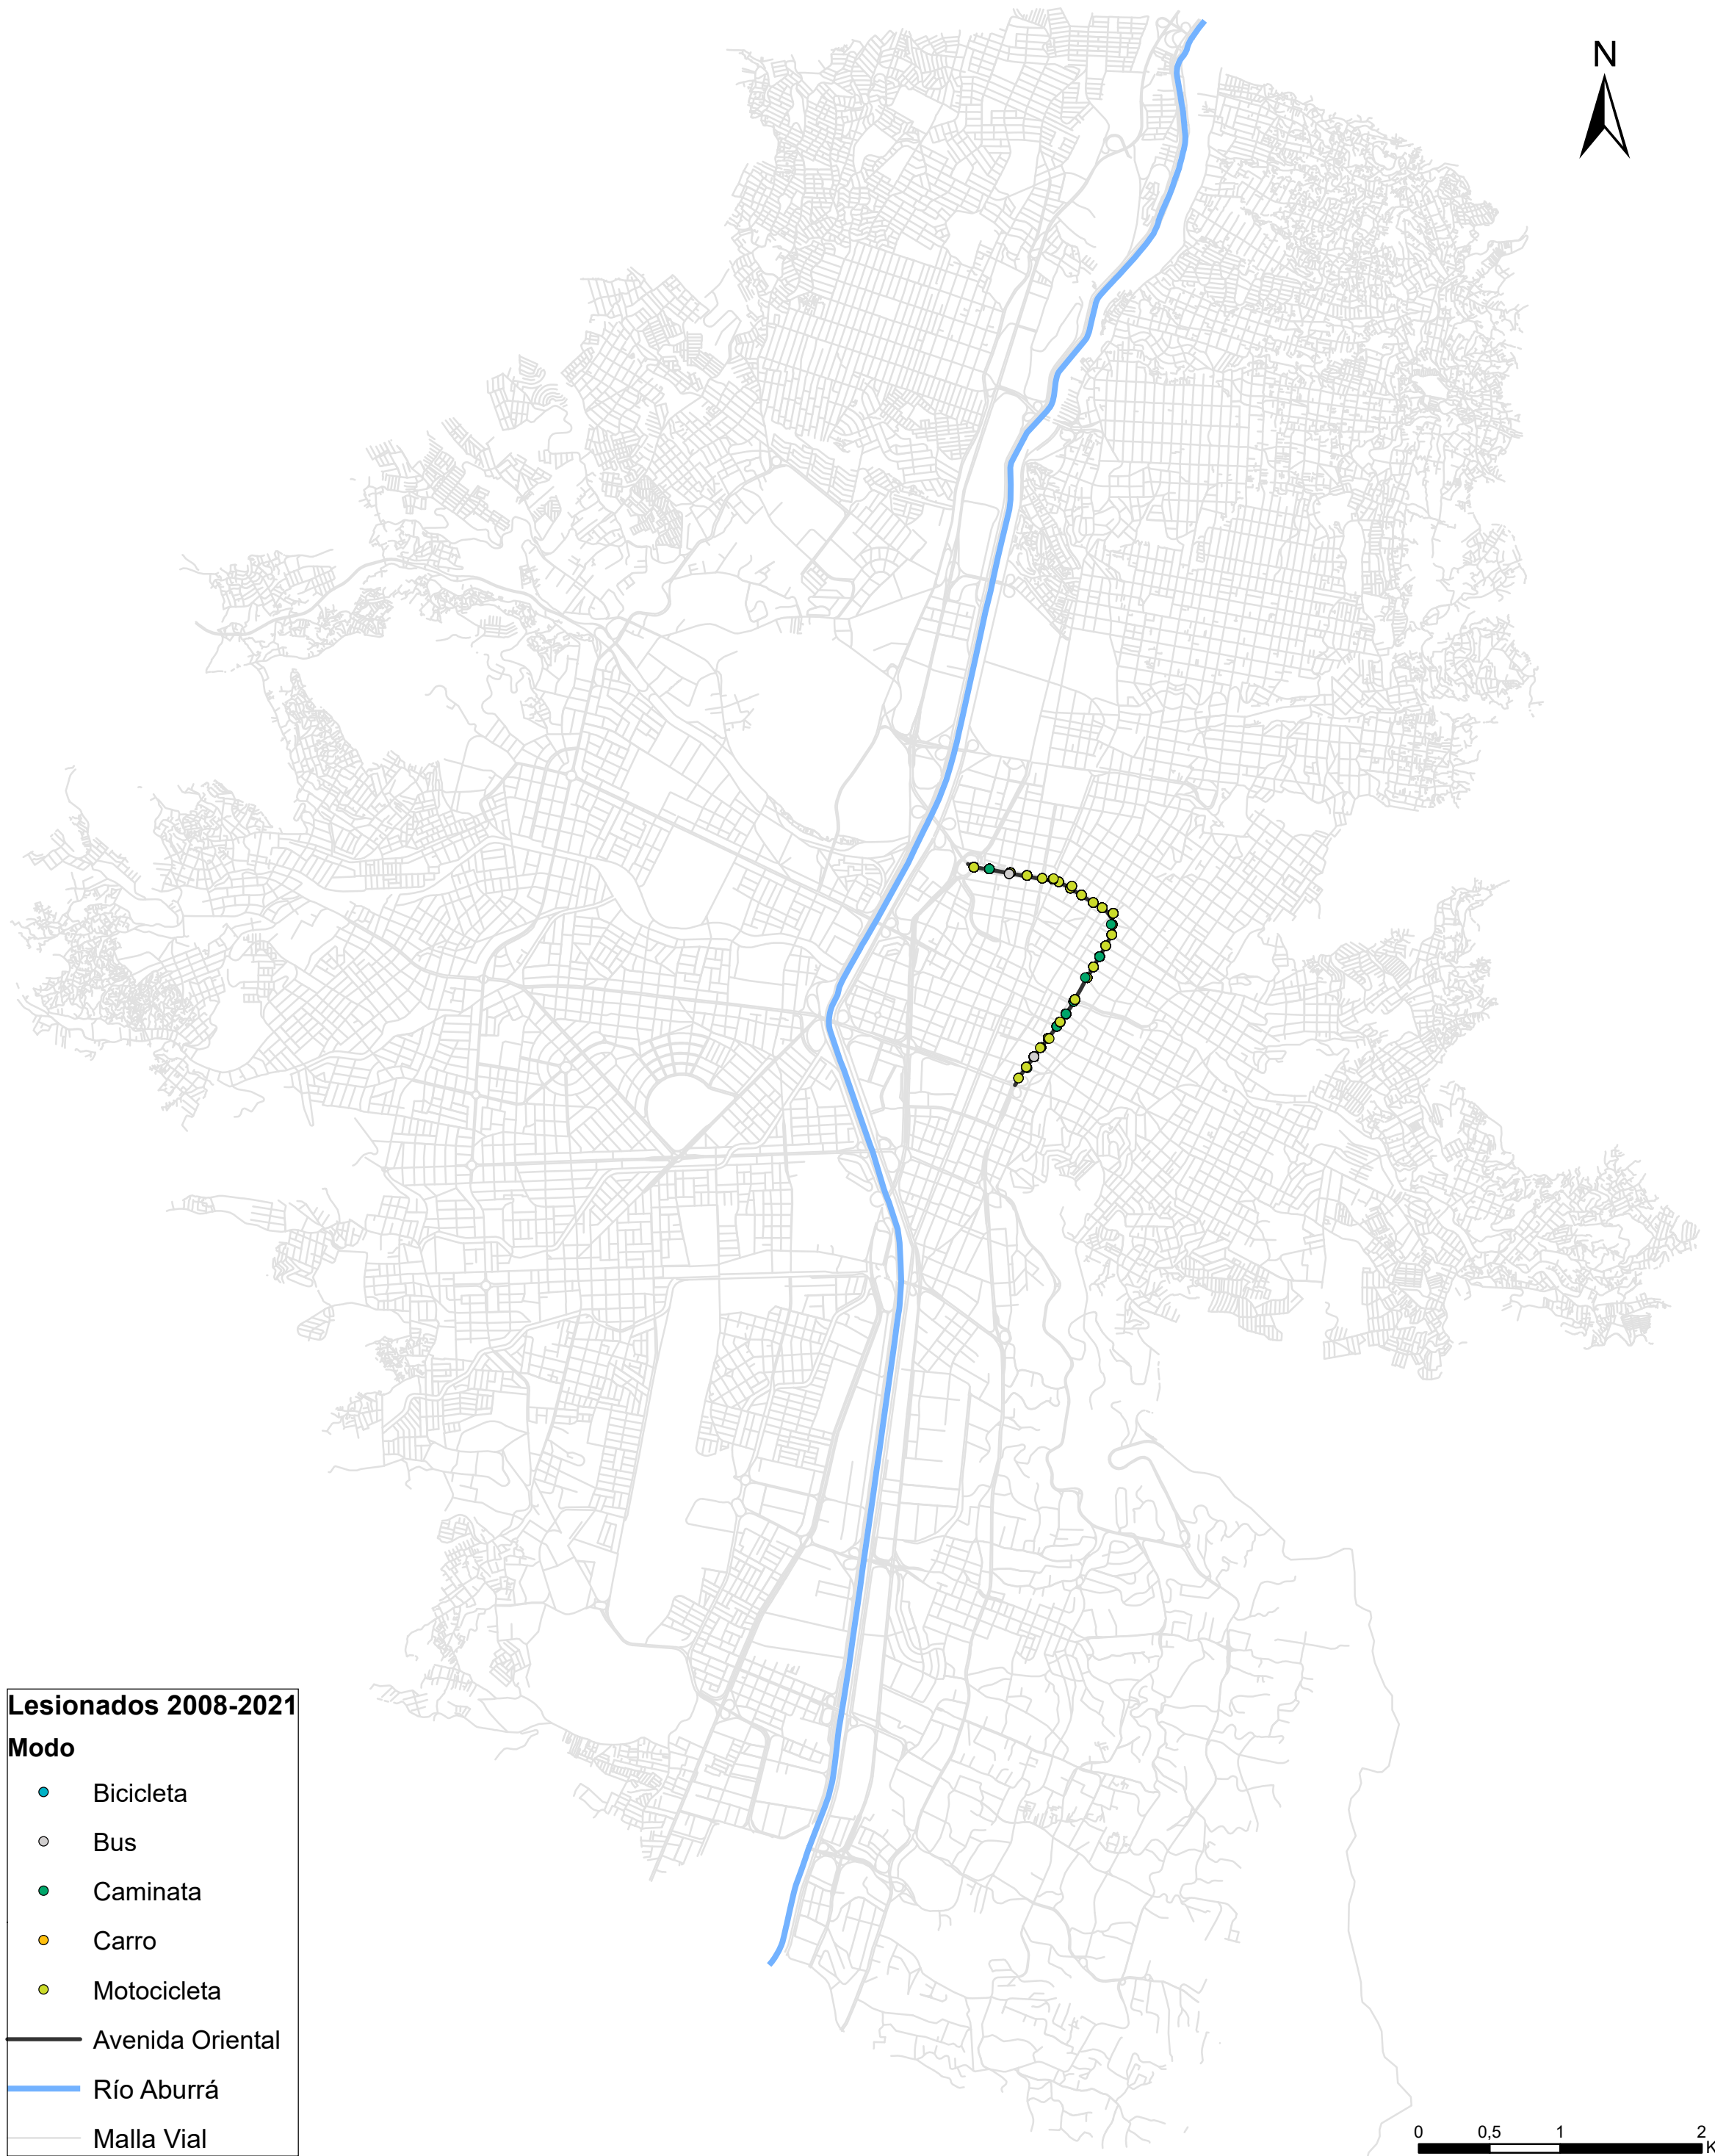 N
Lesionados 2008-2021
Modo
Bicicleta
Bus
Caminata
Carro
Motocicleta
Avenida Oriental
Río Aburrá
Malla Vial
0 0,5 1 2
K